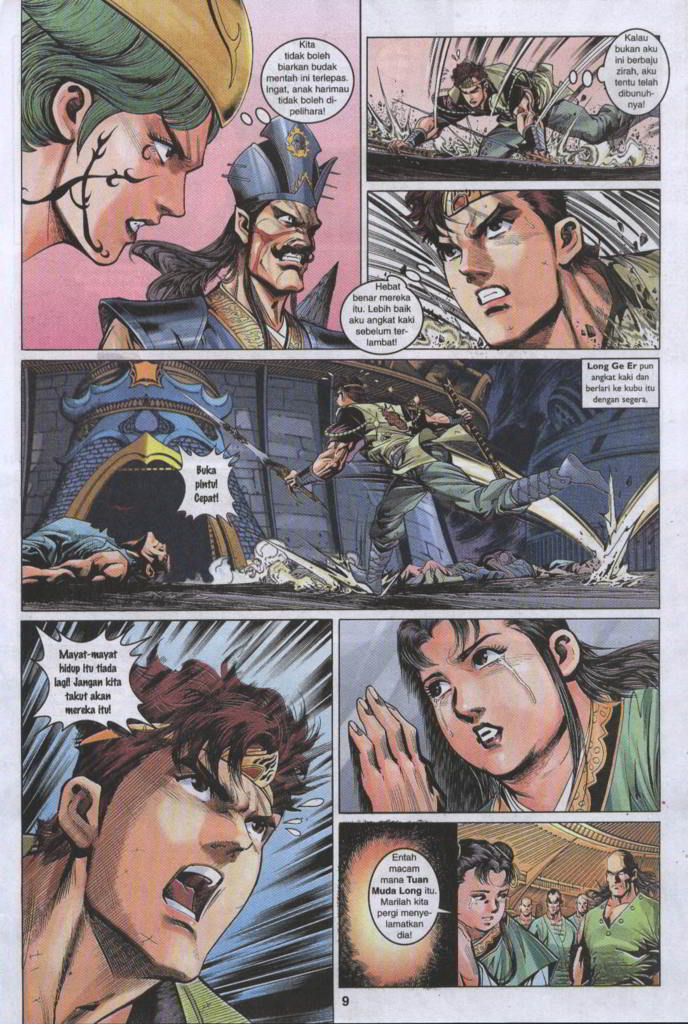 Kita
tidak boleh
biarkan budak
mentah ini terlepas.
Ingat, anak harimau
tidak boleh di-
pelihara!
Kalau
bukan aku
ini berbaju
zirah, aku
tentu telah
dibunuh-
nya!
Hebat
benar mereka
itu. Lebih baik
aku angkat kaki
sebelum ter-
lambat!
Long Ge Er pun
angkat kaki dan
berlari ke kubu itu
dengan segera.
Buka
pintu!
Cepat!
Mayat-mayat
hidup itu tiada
lagi! Jangan kita
takut akan
mereka itu!
Entah
macam
mana Tuan
Muda Long itu.
Marilah kita
pergi menye-
lamatkan
dia!
9